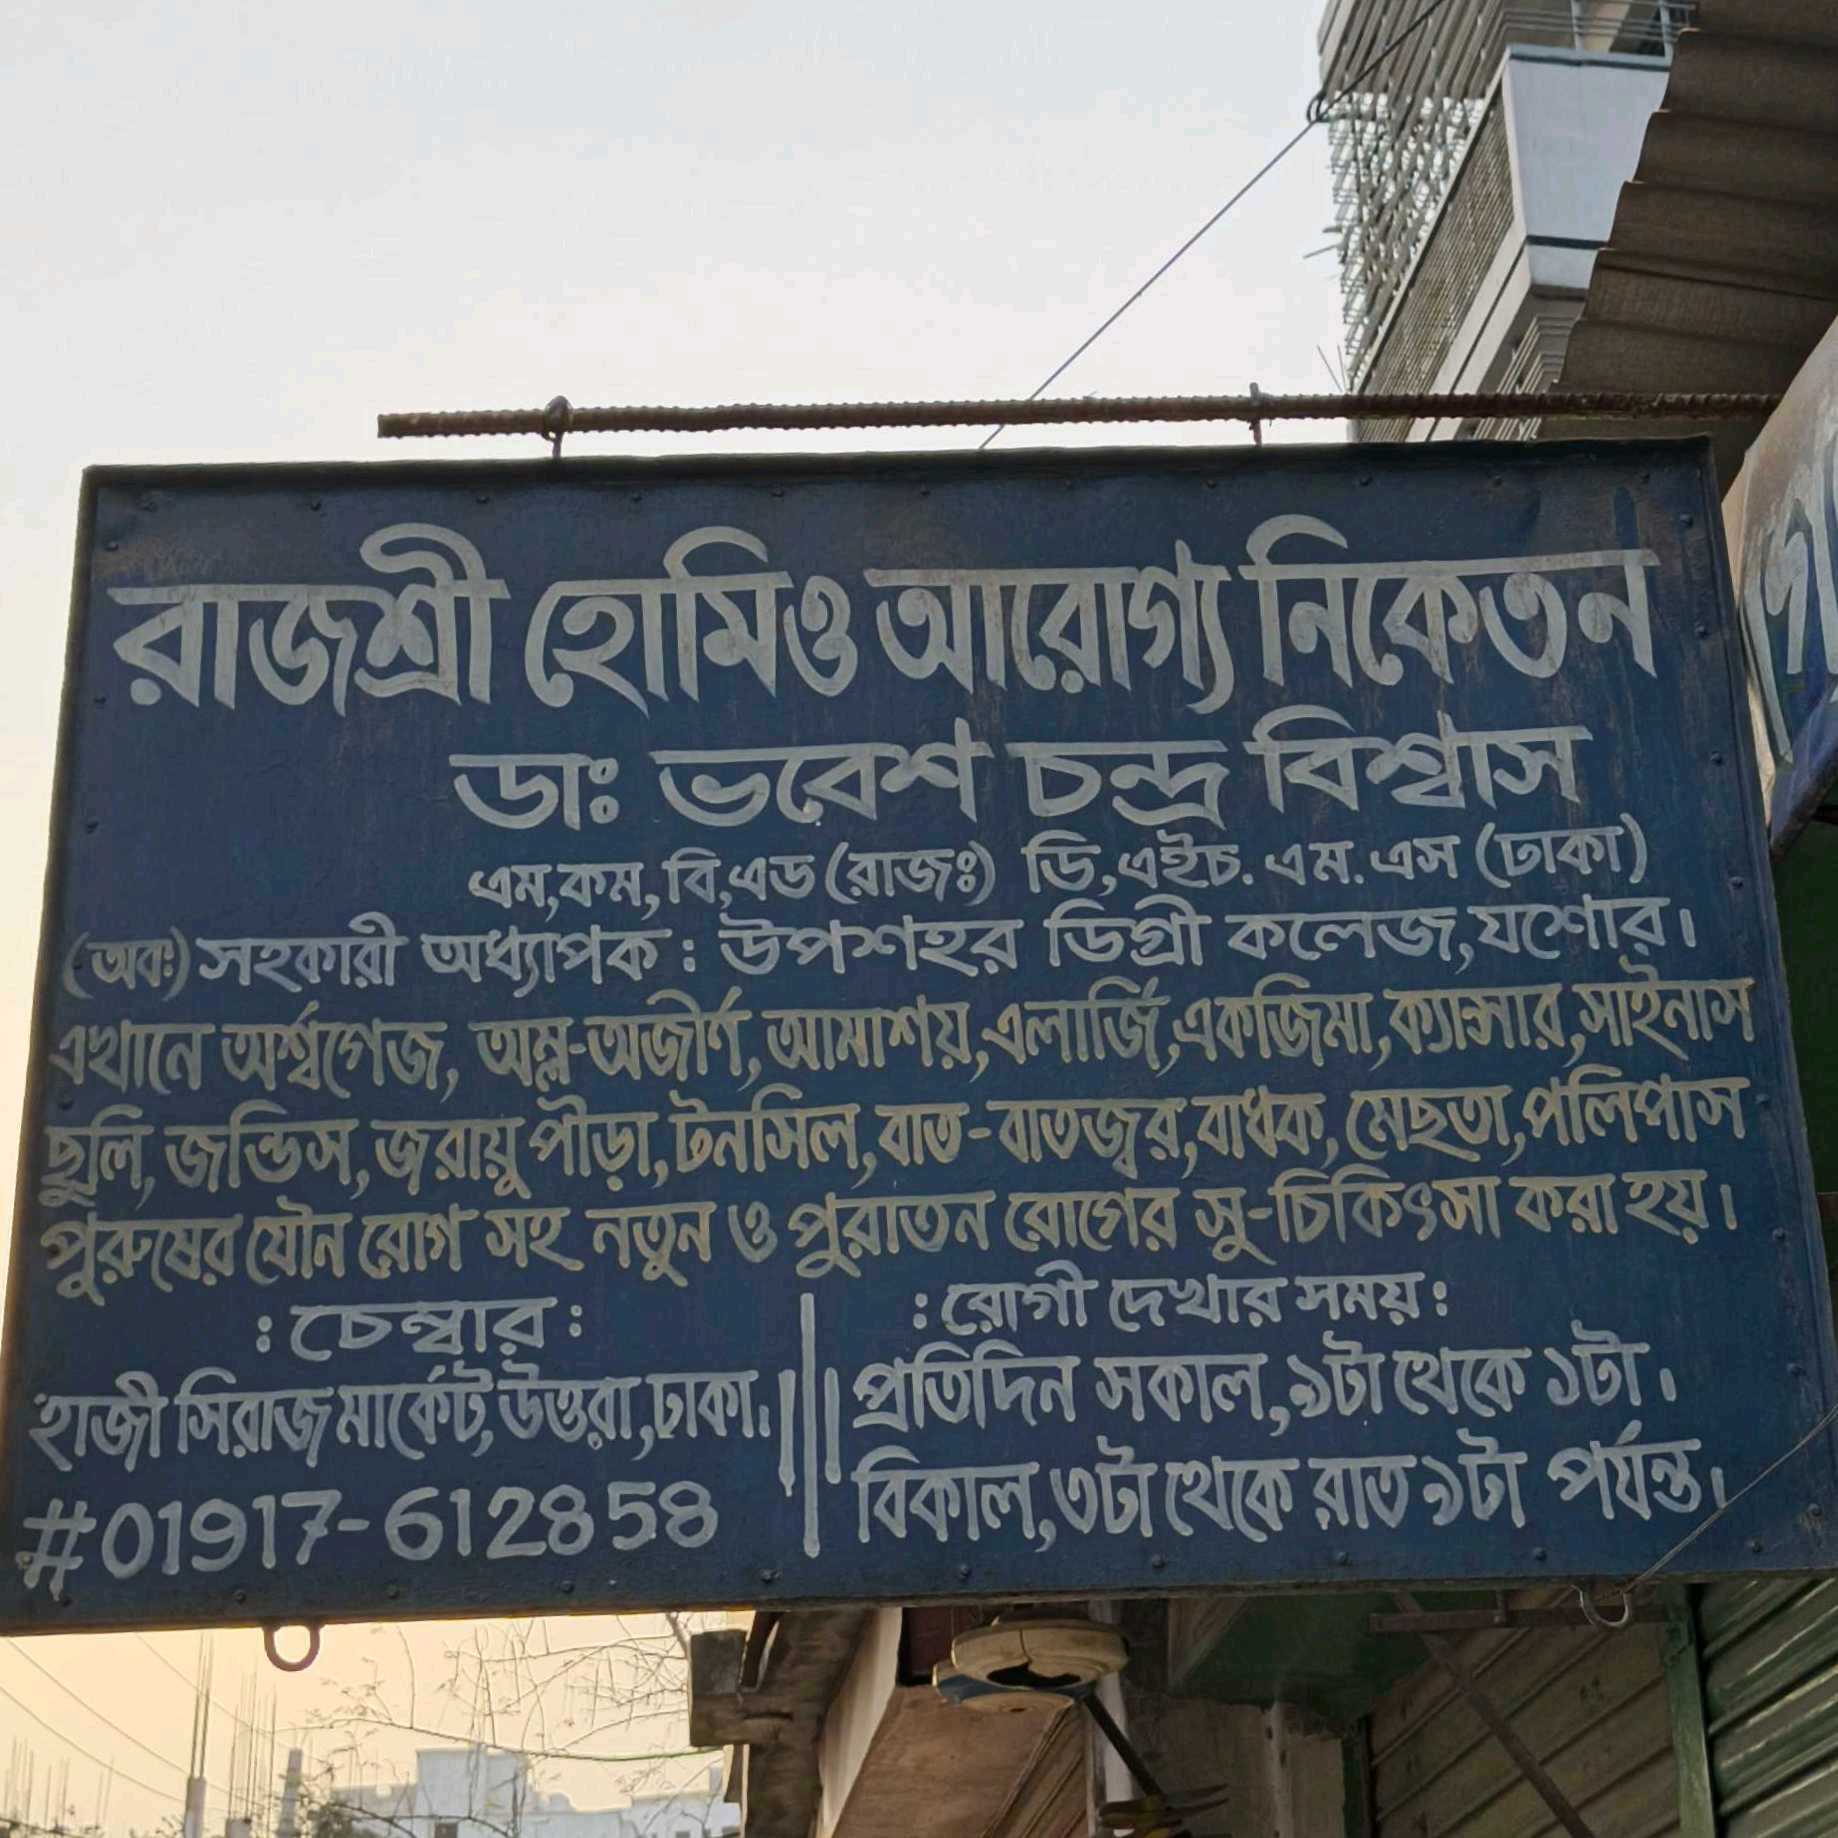 রাজশ্রী হোমিও আরোগ্য নিকেতন
ডাঃ ভবেশ চন্দ্র বিশ্বাস
এম,কম, বি,এড (রাজঃ) ডি,এইচ. এম. এস (ঢাকা)
(অবঃ) সহকারী অধ্যাপক : উপশহর ডিগ্রী কলেজ,যশোর।
এখানে অর্শ্বগেজ, অম্ল-অজীর্ণ, আমাশয়,এলার্জি,একজিমা,ক্যান্সার,সাইনাস
ছুলি, জন্ডিস,জরায়ু পীড়া,টনসিল,বাত-বাতজ্বর,বাধক,মেছতা,পলিপাস
পুরুষের যৌন রোগ সহ নতুন ও পুরাতন রোগের সু-চিকিৎসা করা হয়।
: চেম্বার :
হাজী সিরাজ মার্কেট,উত্তরা,ঢাকা।
#01917-612858
: রোগী দেখার সময় :
প্রতিদিন সকাল,৯টা থেকে ১টা।
বিকাল,৩টা থেকে রাত ৯টা পর্যন্ত।